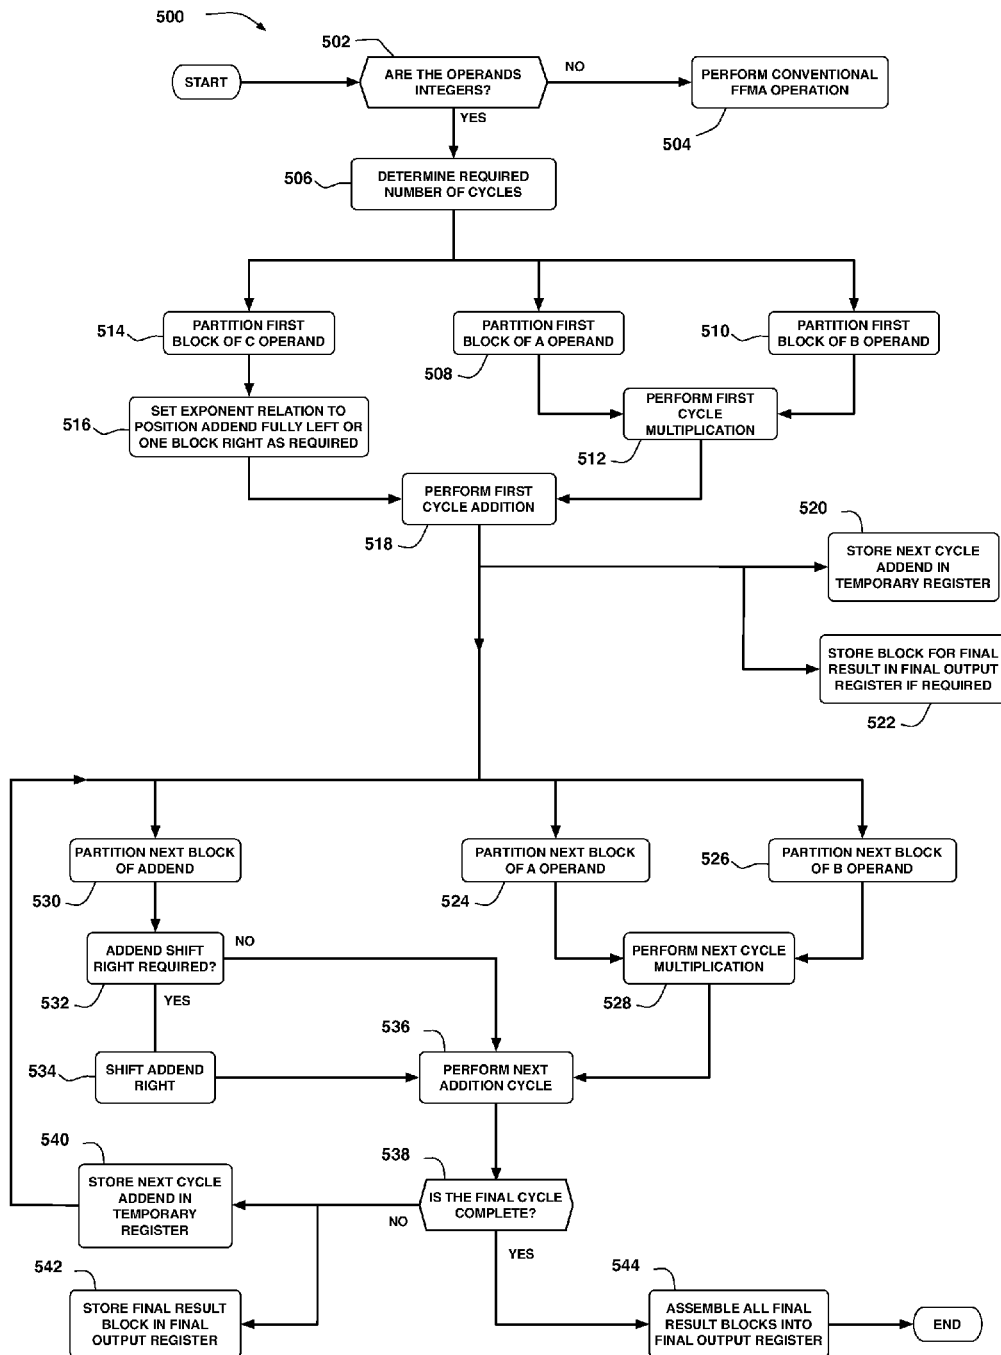 500
502
START
ARE THE OPERANDS
INTEGERS?
NO
PERFORM CONVENTIONAL
FFMA OPERATION
504
YES
506
DETERMINE REQUIRED
NUMBER OF CYCLES
514
PARTITION FIRST
BLOCK OF C OPERAND
PARTITION FIRST
BLOCK OF A OPERAND
508
510
PARTITION FIRST
BLOCK OF B OPERAND
516
SET EXPONENT RELATION TO
POSITION ADDEND FULLY LEFT OR
ONE BLOCK RIGHT AS REQUIRED
PERFORM FIRST
CYCLE
MULTIPLICATION
512
PERFORM FIRST
CYCLE ADDITION
518
520
STORE NEXT CYCLE
ADDEND IN
TEMPORARY REGISTER
STORE BLOCK FOR FINAL
RESULT IN FINAL OUTPUT
REGISTER IF REQUIRED
522
PARTITION NEXT BLOCK
OF ADDEND
530
PARTITION NEXT BLOCK
OF A OPERAND
524
526
PARTITION NEXT BLOCK
OF B OPERAND
ADDEND SHIFT
RIGHT REQUIRED?
NO
532
YES
PERFORM NEXT CYCLE
MULTIPLICATION
528
534
SHIFT ADDEND
RIGHT
536
PERFORM NEXT
ADDITION CYCLE
540
STORE NEXT CYCLE
ADDEND IN
TEMPORARY
REGISTER
538
IS THE FINAL CYCLE
COMPLETE?
NO
YES
542
STORE FINAL RESULT
BLOCK IN FINAL
OUTPUT REGISTER
544
ASSEMBLE ALL FINAL
RESULT BLOCKS INTO
FINAL OUTPUT REGISTER
END